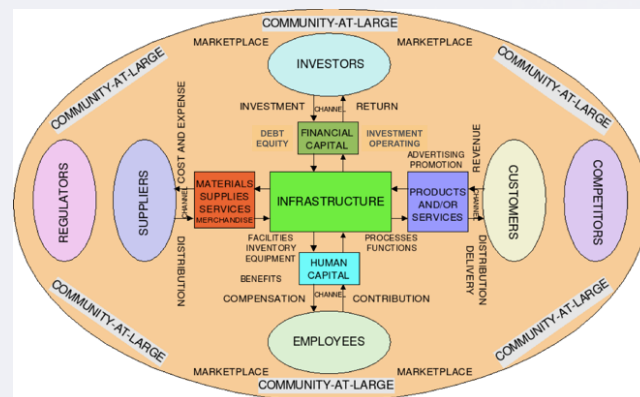 COMMUNITY-AT-LARGE
MARKETPLACE
MARKETPLACE
COMMUNITY-AT-LARGE
COMMUNITY-AT-LARGE
INVESTORS
INVESTMENT
CHANNEL
RETURN
DEBT
EQUITY
FINANCIAL
CAPITAL
INVESTMENT
OPERATING
COST AND EXPENSE
ADVERTISING
PROMOTION
REVENUE
REGULATORS
SUPPLIERS
CHANNEL
MATERIALS
SUPPLIES
SERVICES
MERCHANDISE
INFRASTRUCTURE
PRODUCTS
AND/OR
SERVICES
CHANNEL
CUSTOMERS
COMPETITORS
DISTRIBUTION
FACILITIES
INVENTORY
EQUIPMENT
PROCESSES
FUNCTIONS
DISTRIBUTION
DELIVERY
HUMAN
CAPITAL
BENEFITS
COMPENSATION
CHANNEL
CONTRIBUTION
EMPLOYEES
COMMUNITY-AT-LARGE
COMMUNITY-AT-LARGE
MARKETPLACE
MARKETPLACE
COMMUNITY-AT-LARGE